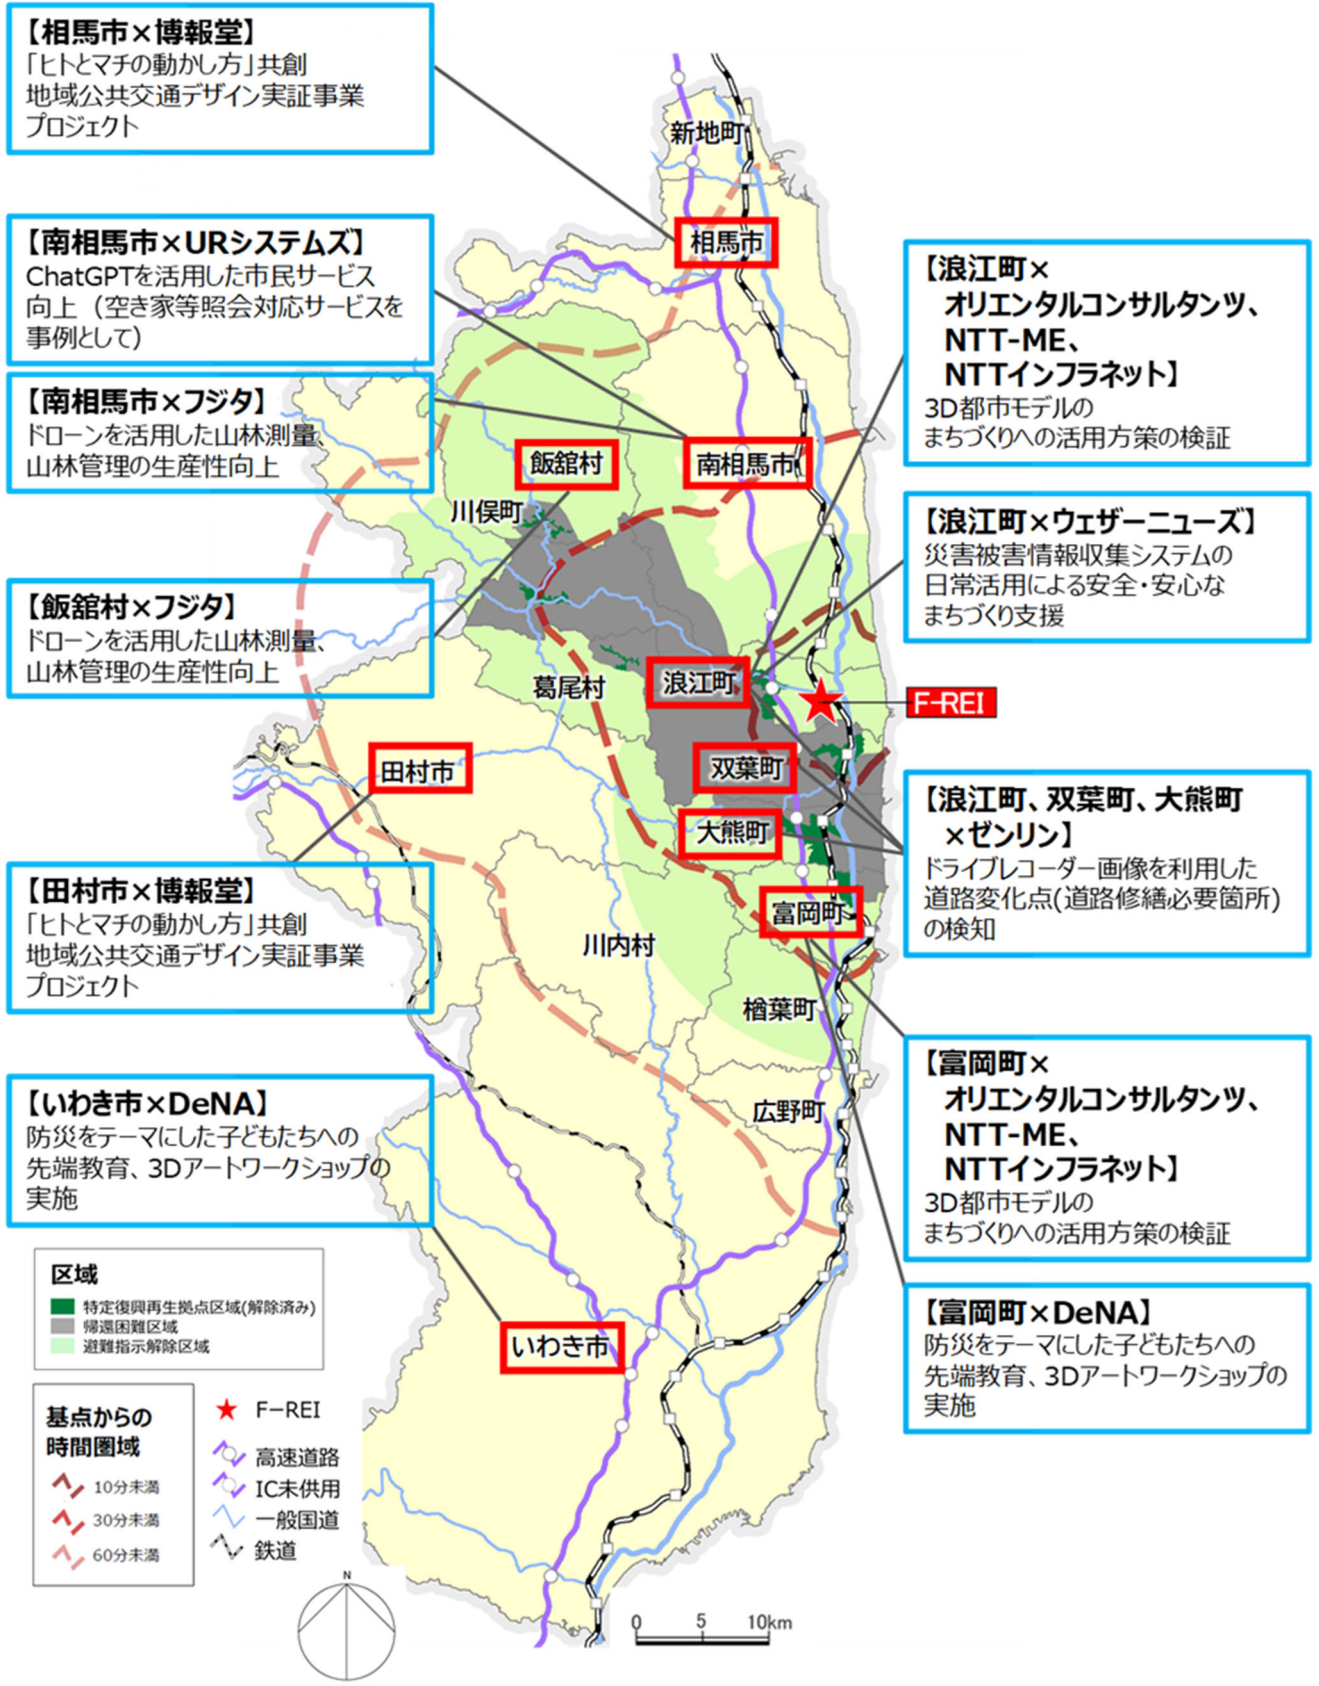 【相馬市×博報堂】
「ヒトとマチの動かし方」共創
地域公共交通デザイン実証事業
プロジェクト
【南相馬市×URシステムズ】
ChatGPTを活用した市民サービス
向上（空き家等照会対応サービスを
事例として）
【南相馬市×フジタ】
ドローンを活用した山林測量、
山林管理の生産性向上
【飯舘村×フジタ】
ドローンを活用した山林測量、
山林管理の生産性向上
【田村市×博報堂】
「ヒトとマチの動かし方」共創
地域公共交通デザイン実証事業
プロジェクト
【いわき市×DeNA】
防災をテーマにした子どもたちへの
先端教育、3Dアートワークショップの
実施
新地町
相馬市
飯舘村
南相馬市
川俣町
葛尾村
浪江町
F-REI
田村市
双葉町
大熊町
富岡町
川内村
楢葉町
広野町
いわき市
【浪江町×
オリエンタルコンサルタンツ、
NTT-ME、
NTTインフラネット】
3D都市モデルの
まちづくりへの活用方策の検証
【浪江町×ウェザーニューズ】
災害被害情報収集システムの
日常活用による安全・安心な
まちづくり支援
【浪江町、双葉町、大熊町
×ゼンリン】
ドライブレコーダー画像を利用した
道路変化点(道路修繕必要箇所)
の検知
【富岡町×
オリエンタルコンサルタンツ、
NTT-ME、
NTTインフラネット】
3D都市モデルの
まちづくりへの活用方策の検証
【富岡町×DeNA】
防災をテーマにした子どもたちへの
先端教育、3Dアートワークショップの
実施
区域
特定復興再生拠点区域(解除済み)
帰還困難区域
避難指示解除区域
基点からの
時間圏域
10分未満
30分未満
60分未満
F－REI
高速道路
IC未供用
一般国道
鉄道
N
0 5 10km